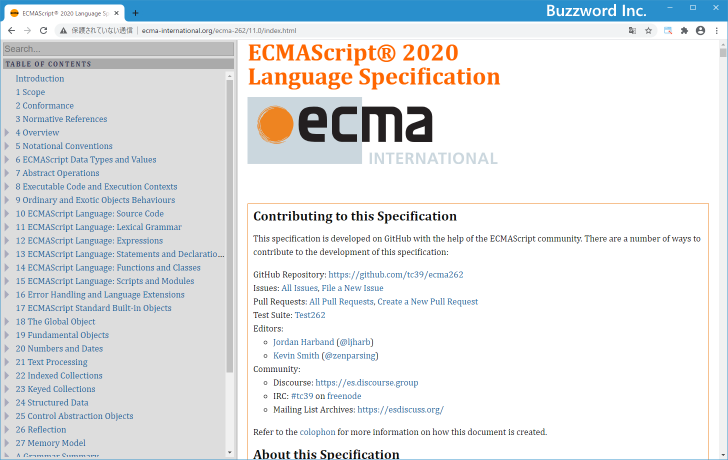 Buzzword Inc.
ECMAScript® 2020 Language Sp
保護されていない通信 | ecma-international.org/ecma-262/11.0/index.html
Search...
TABLE OF CONTENTS
Introduction
1 Scope
2 Conformance
3 Normative References
4 Overview
5 Notational Conventions
6 ECMAScript Data Types and Values
7 Abstract Operations
8 Executable Code and Execution Contexts
9 Ordinary and Exotic Objects Behaviours
10 ECMAScript Language: Source Code
11 ECMAScript Language: Lexical Grammar
12 ECMAScript Language: Expressions
13 ECMAScript Language: Statements and Declaratio...
14 ECMAScript Language: Functions and Classes
15 ECMAScript Language: Scripts and Modules
16 Error Handling and Language Extensions
17 ECMAScript Standard Built-in Objects
18 The Global Object
19 Fundamental Objects
20 Numbers and Dates
21 Text Processing
22 Indexed Collections
23 Keyed Collections
24 Structured Data
25 Control Abstraction Objects
26 Reflection
27 Memory Model
A Grammar Summary
ECMAScript® 2020
Language Specification
ecma
INTERNATIONAL
Contributing to this Specification
This specification is developed on GitHub with the help of the ECMAScript community. There are a number of ways to
contribute to the development of this specification:
GitHub Repository: https://github.com/tc39/ecma262
Issues: All Issues, File a New Issue
Pull Requests: All Pull Requests, Create a New Pull Request
Test Suite: Test262
Editors:
Jordan Harband (@ljharb)
Kevin Smith (@zenparsing)
Community:
Discourse: https://es.discourse.group
IRC: #tc39 on freenode
Mailing List Archives: https://esdiscuss.org/
Refer to the colophon for more information on how this document is created.
About this Specification